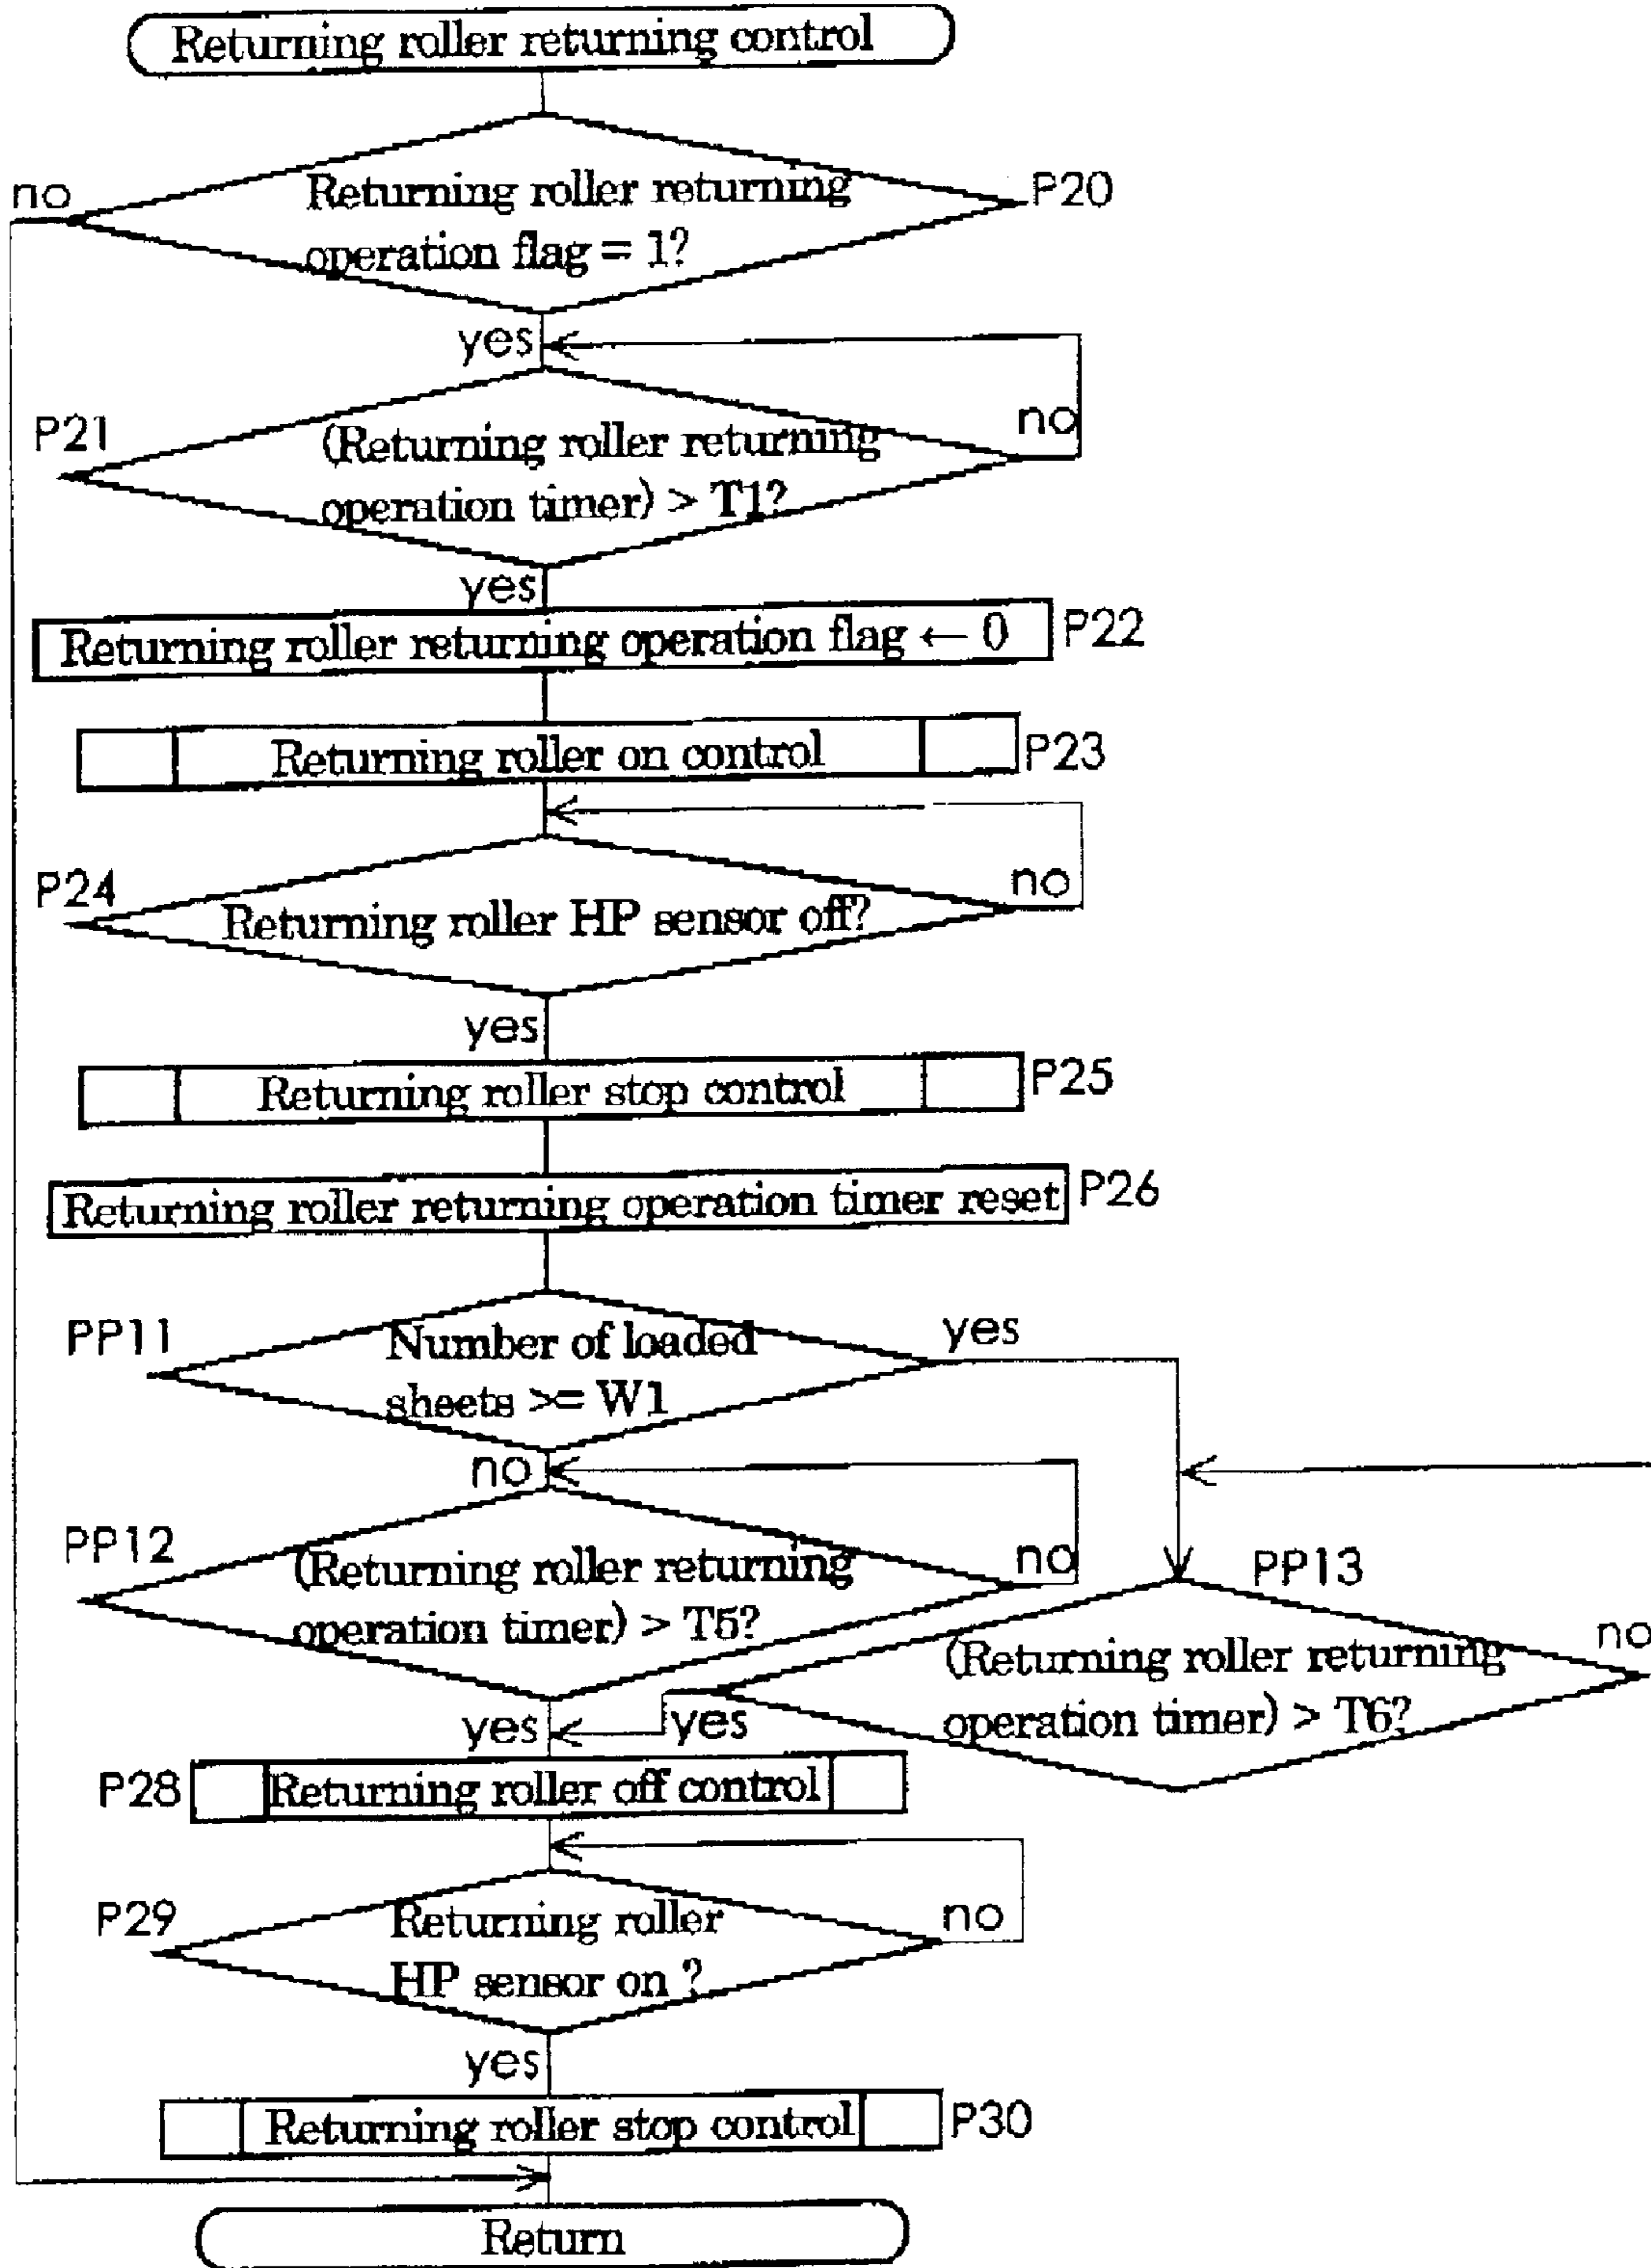 Returning roller returning control
no
Returning roller returning
operation flag = 1?
P20
yes
P21
(Returning roller returning
operation timer) > T1?
no
yes
Returning roller returning operation flag ← 0
P22
Returning roller on control
P23
P24
Returning roller HP sensor off?
no
yes
Returning roller stop control
P25
Returning roller returning operation timer reset
P26
PP11
Number of loaded
sheets >= W1
yes
no
PP12
(Returning roller returning
operation timer) > T5?
no
PP13
(Returning roller returning
operation timer) > T6?
no
yes
yes
P28
Returning roller off control
P29
Returning roller
HP sensor on ?
no
yes
Returning roller stop control
P30
Return